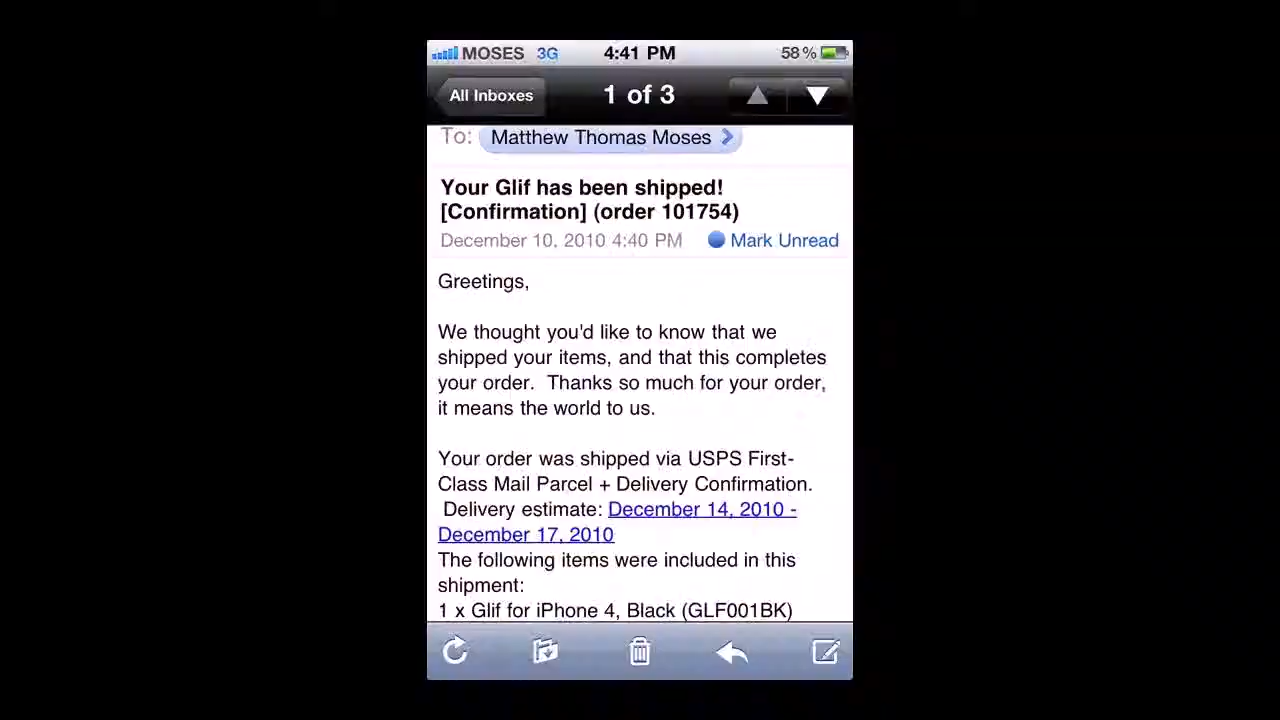 MOSES 3G 4:41 PM 58%
All Inboxes 1 of 3
To: Matthew Thomas Moses
Your Glif has been shipped!
[Confirmation] (order 101754)
December 10, 2010 4:40 PM Mark Unread
Greetings,
We thought you'd like to know that we
shipped your items, and that this completes
your order.  Thanks so much for your order,
it means the world to us.
Your order was shipped via USPS First-
Class Mail Parcel + Delivery Confirmation.
Delivery estimate: December 14, 2010 -
December 17, 2010
The following items were included in this
shipment:
1 x Glif for iPhone 4, Black (GLF001BK)